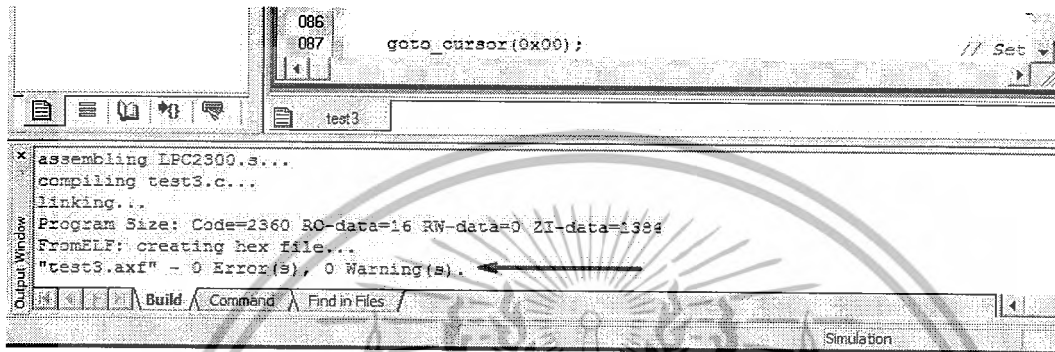 086
087 goto_cursor(0x00); // Set
test3
assembling LPC2300.s...
compiling test3.c...
linking...
Program Size: Code=2360 RO-data=16 RW-data=0 ZI-data=1384
FromELF: creating hex file...
"test3.axf" - 0 Error(s), 0 Warning(s).
Output Window
Build Command Find in Files
Simulation